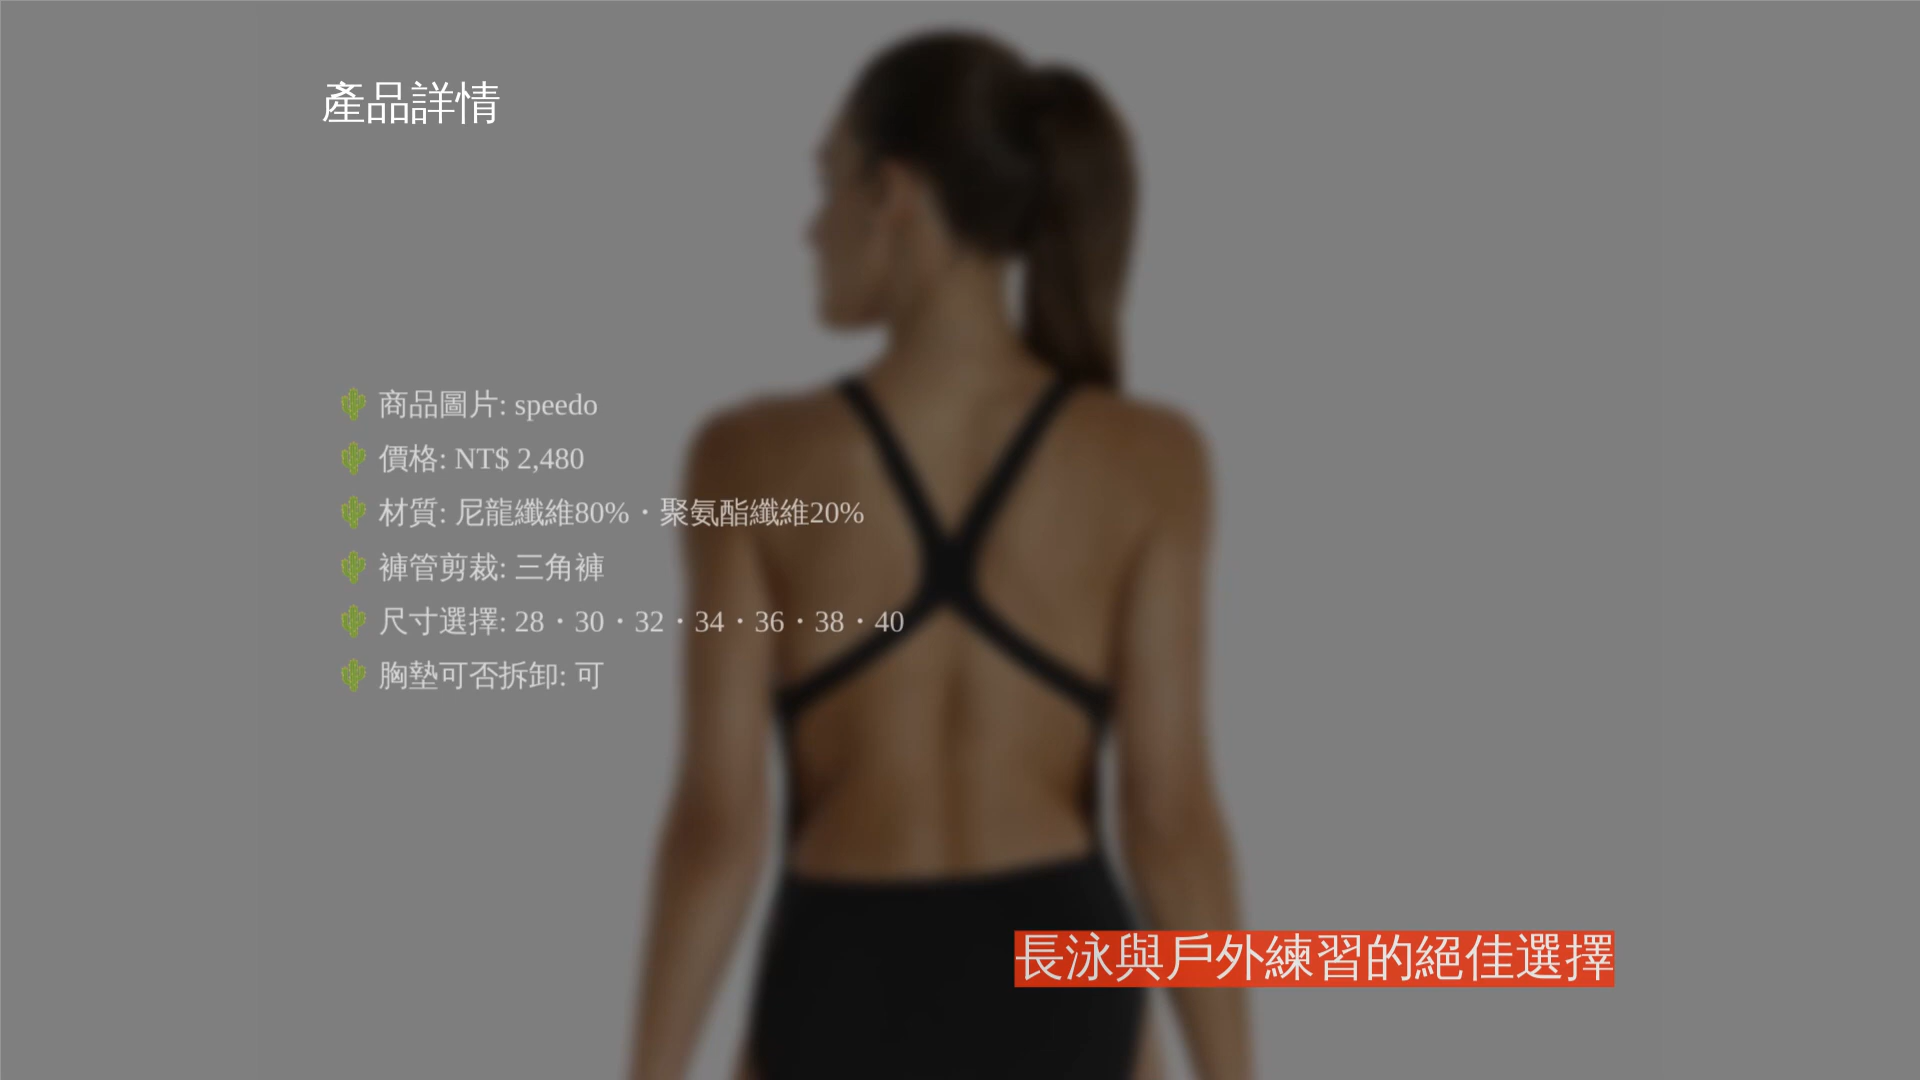 產品詳情
商品圖片: speedo
價格: NT$ 2,480
材質: 尼龍纖維80%・聚氨酯纖維20%
褲管剪裁: 三角褲
尺寸選擇: 28・30・32・34・36・38・40
胸墊可否拆卸: 可
長泳與戶外練習的絕佳選擇